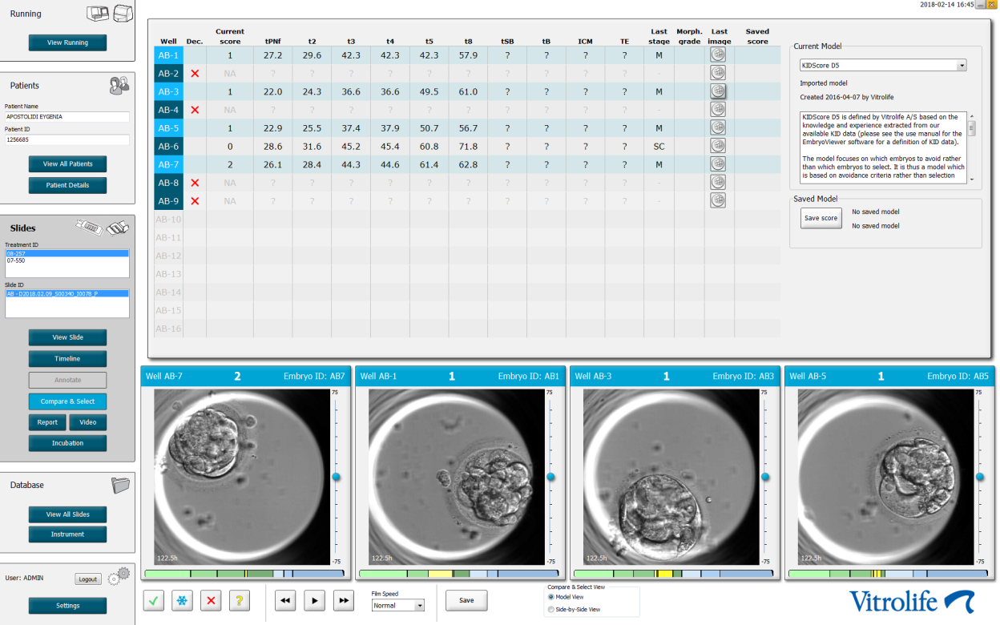 2018-02-14 16:45
Running
View Running
Patients
Patient Name
APOSTOLIDI EYGENIA
Patient ID
1256685
View All Patients
Patient Details
Slides
Treatment ID
08-257
07-550
Slide ID
AB - D2018.02.09_S00340_I0078_P
View Slide
Timeline
Annotate
Compare & Select
Report Video
Incubation
Database
View All Slides
Instrument
User: ADMIN Logout
Settings
Well Dec. Current score tPNf t2 t3 t4 t5 t8 tSB tB ICM TE Last stage Morph. grade Last image Saved score
AB-1 1 27.2 29.6 42.3 42.3 42.3 57.9 ? ? ? ? M
AB-2 NA ? ? ? ? ? ? ? ? ? ? -
AB-3 1 22.0 24.3 36.6 36.6 49.5 61.0 ? ? ? ? M
AB-4 NA ? ? ? ? ? ? ? ? ? ? -
AB-5 1 22.9 25.5 37.4 37.9 50.7 56.7 ? ? ? ? M
AB-6 0 28.6 31.6 45.2 45.4 60.8 71.8 ? ? ? ? SC
AB-7 2 26.1 28.4 44.3 44.6 61.4 62.8 ? ? ? ? M
AB-8 NA ? ? ? ? ? ? ? ? ? ? -
AB-9 NA ? ? ? ? ? ? ? ? ? ? -
AB-10
AB-11
AB-12
AB-13
AB-14
AB-15
AB-16
Current Model
KIDScore D5
Imported model
Created 2016-04-07 by Vitrolife
KIDScore D5 is defined by Vitrolife A/S based on the
knowledge and experience extracted from our
available KID data (please see the use manual for the
EmbryoViewer software for a definition of KID data).
The model focuses on which embryos to avoid rather
than which embryos to select. It is thus a model which
is based on avoidance criteria rather than selection
Saved Model
Save score
No saved model
No saved model
Well AB-7 2 Embryo ID: AB7
75
122.5h
-75
Well AB-1 1 Embryo ID: AB1
75
122.5h
-75
Well AB-3 1 Embryo ID: AB3
75
122.5h
-75
Well AB-5 1 Embryo ID: AB5
75
122.5h
-75
?
Film Speed
Normal
Save
Compare & Select View
Model View
Side-by-Side View
Vitrolife